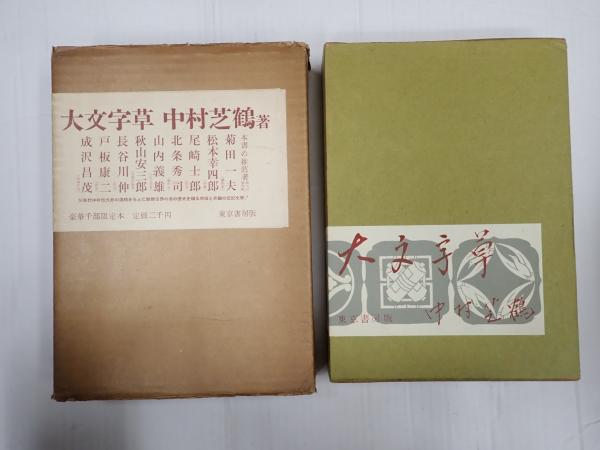 大文字草 中村芝鶴著
本書の推薦者
菊田一夫
松本幸四郎
尾崎士郎
北条秀司
山内義雄
秋山安三郎
長谷川伸
戸板康二
成沢昌茂
豪華千部限定本 定価二千円 東京書房版
大文字草
中村芝鶴
東京書房版